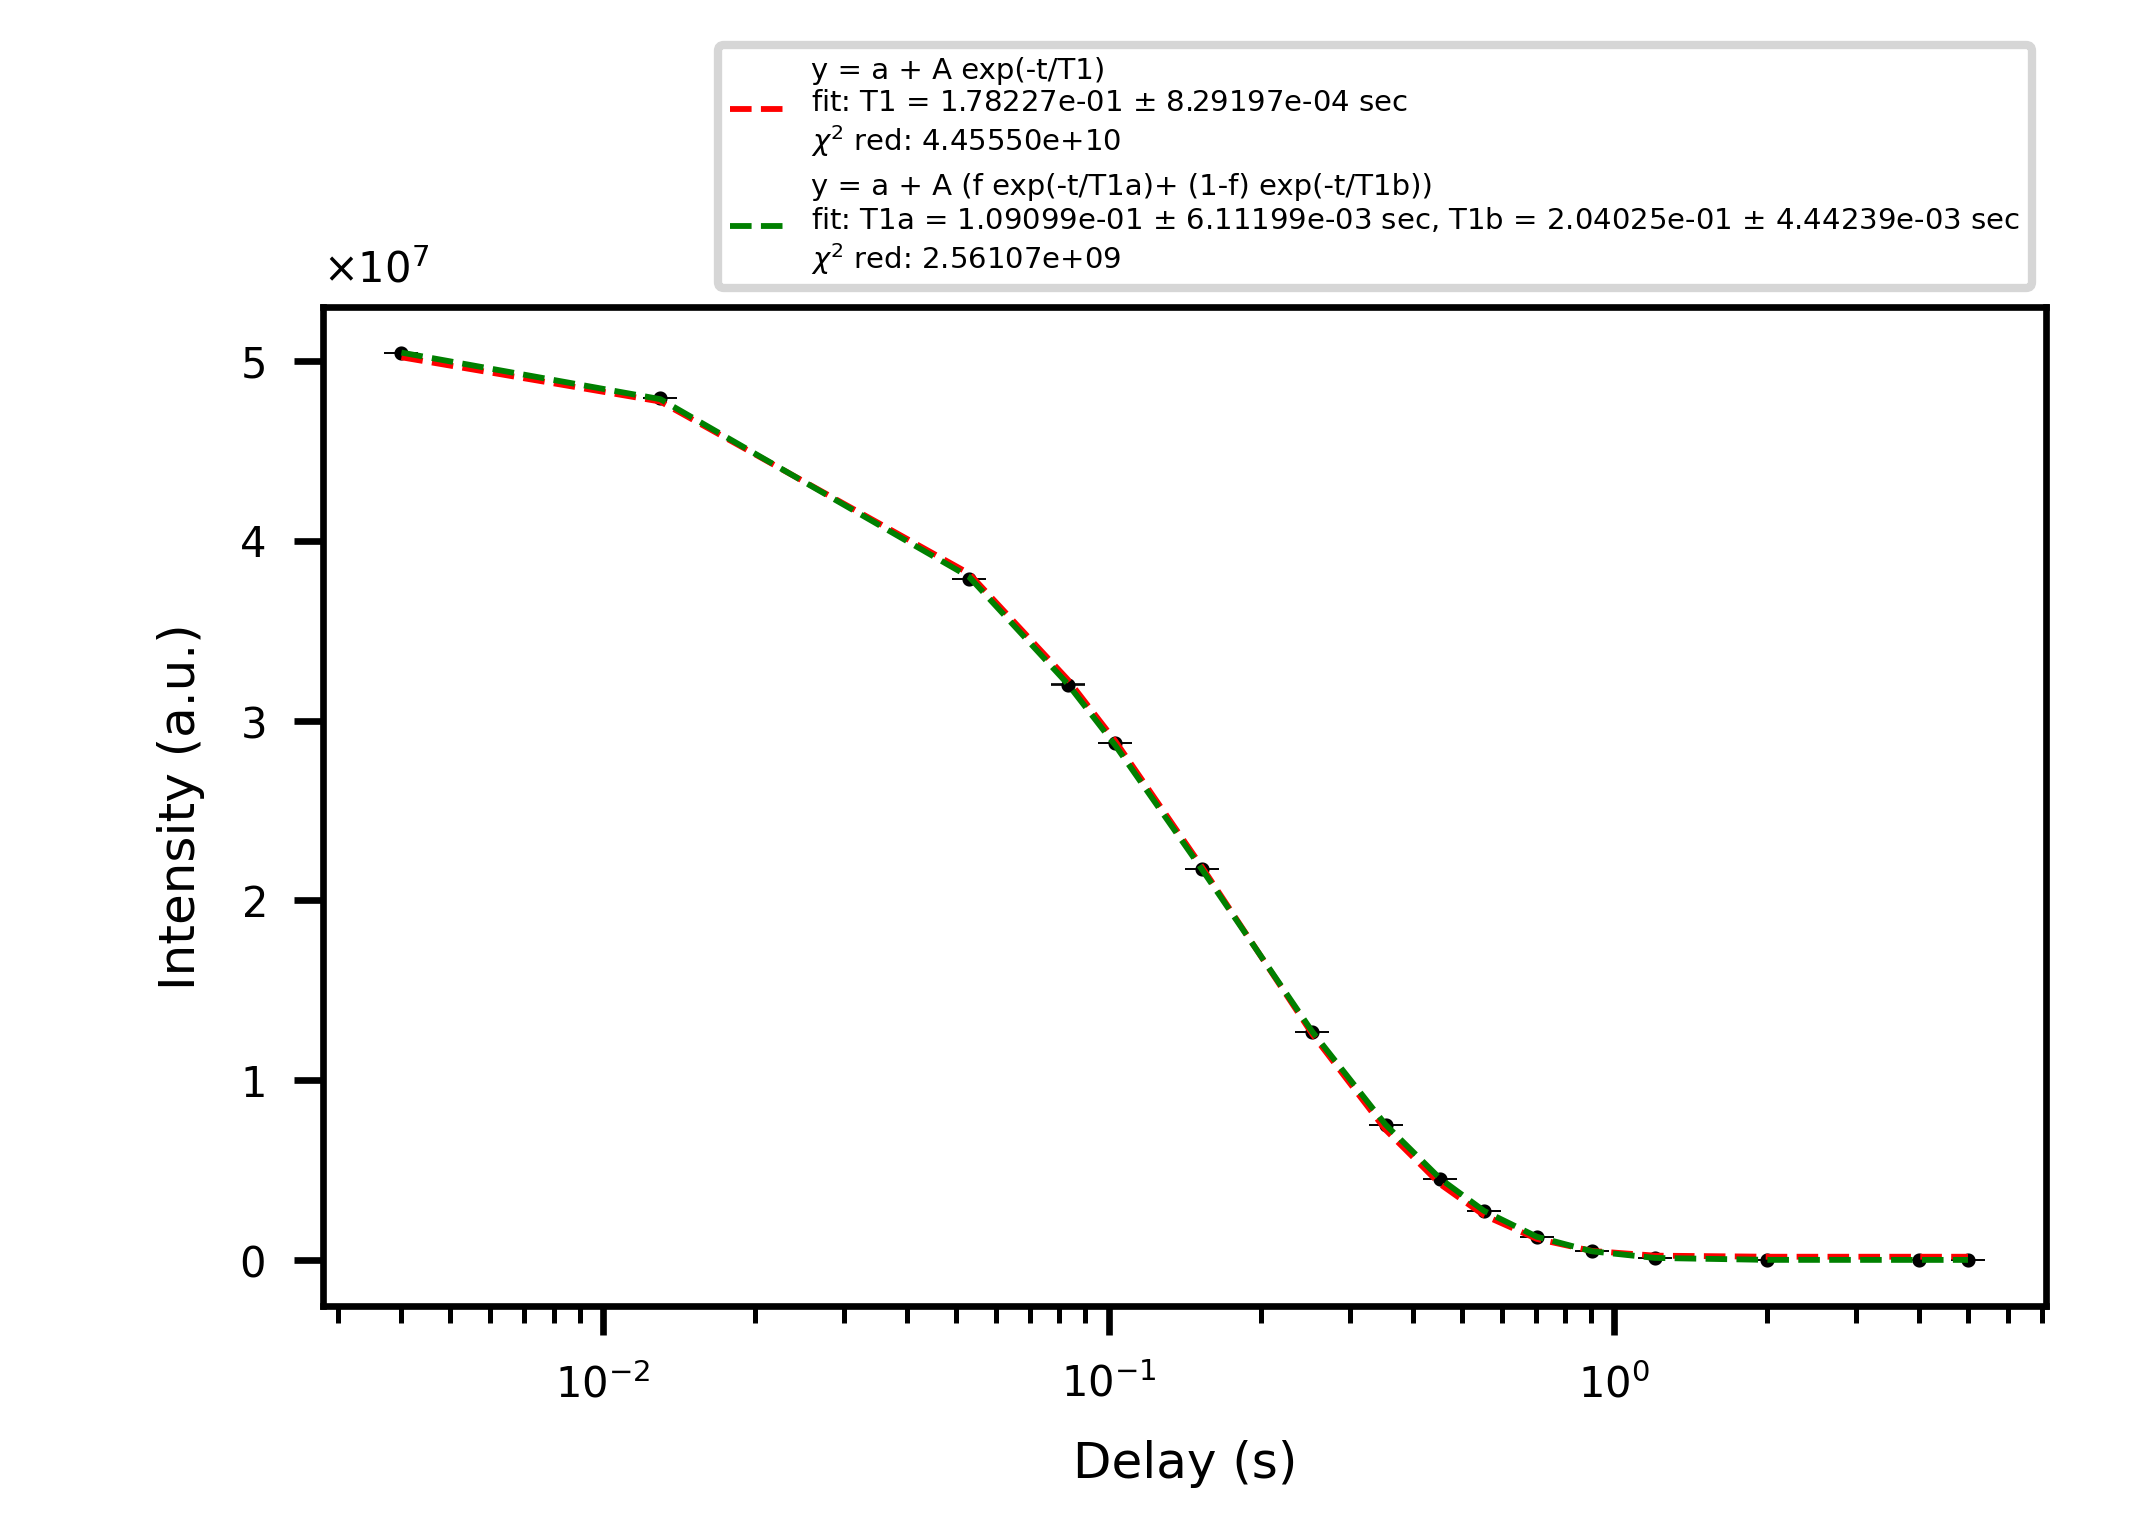 y = a + A exp(-t/T1)
fit: T1 = 1.78227e-01 ± 8.29197e-04 sec
χ² red: 4.45550e+10
y = a + A (f exp(-t/T1a)+ (1-f) exp(-t/T1b))
fit: T1a = 1.09099e-01 ± 6.11199e-03 sec, T1b = 2.04025e-01 ± 4.44239e-03 sec
χ² red: 2.56107e+09
×10⁷
5
4
3
2
1
0
Intensity (a.u.)
10⁻² 10⁻¹ 10⁰
Delay (s)